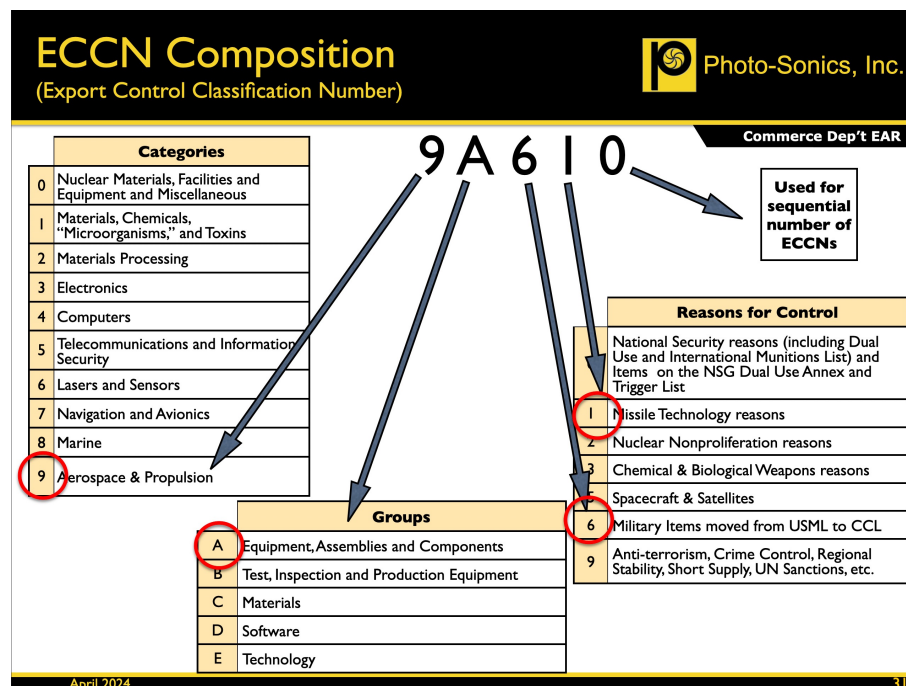 ECCN Composition
(Export Control Classification Number)
Photo-Sonics, Inc.
Commerce Dep't EAR
9A610
Used for
sequential
number of
ECCNs
Categories
0 Nuclear Materials, Facilities and
Equipment and Miscellaneous
1 Materials, Chemicals,
“Microorganisms,” and Toxins
2 Materials Processing
3 Electronics
4 Computers
5 Telecommunications and Information
Security
6 Lasers and Sensors
7 Navigation and Avionics
8 Marine
9 Aerospace & Propulsion
Groups
A Equipment, Assemblies and Components
B Test, Inspection and Production Equipment
C Materials
D Software
E Technology
Reasons for Control
National Security reasons (including Dual
Use and International Munitions List) and
Items on the NSG Dual Use Annex and
Trigger List
1 Missile Technology reasons
2 Nuclear Nonproliferation reasons
3 Chemical & Biological Weapons reasons
5 Spacecraft & Satellites
6 Military Items moved from USML to CCL
9 Anti-terrorism, Crime Control, Regional
Stability, Short Supply, UN Sanctions, etc.
April 2024
31